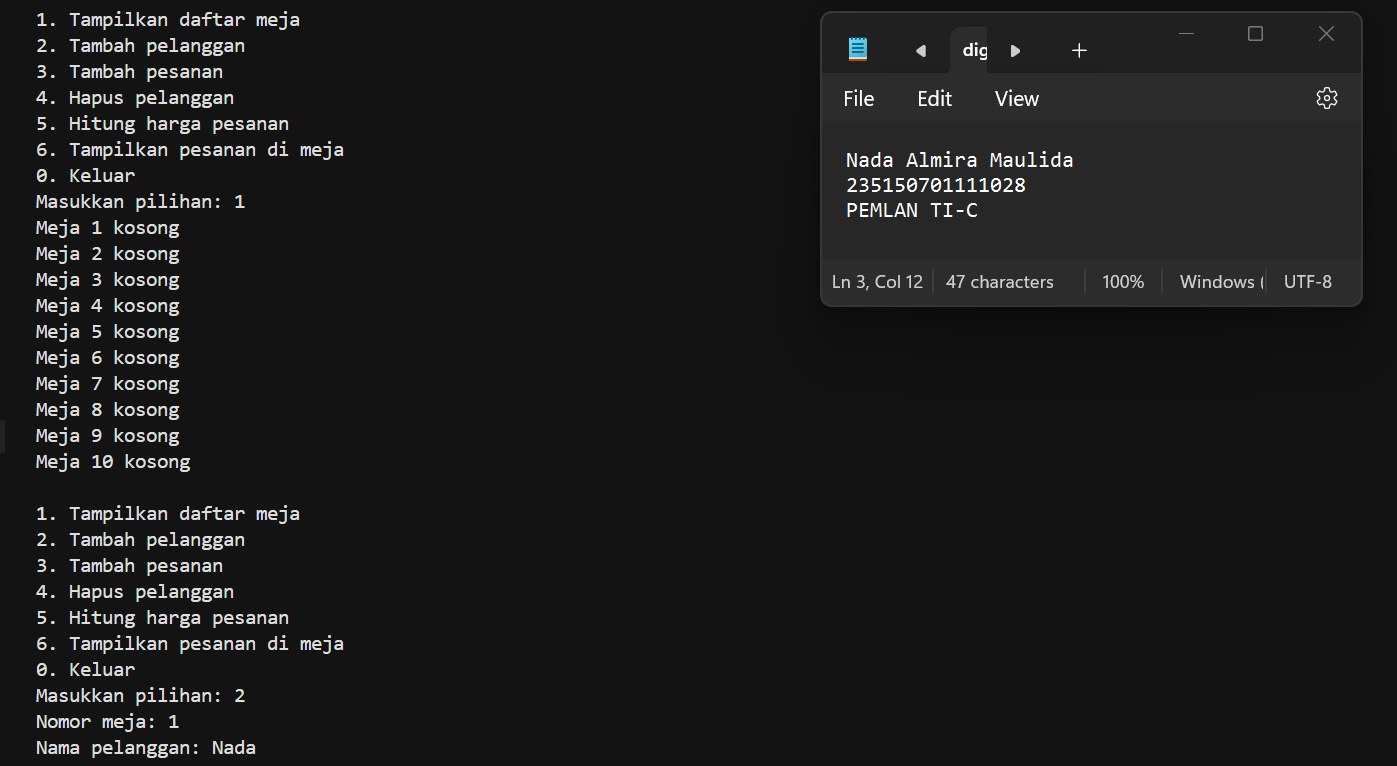 1. Tampilkan daftar meja
2. Tambah pelanggan
3. Tambah pesanan
4. Hapus pelanggan
5. Hitung harga pesanan
6. Tampilkan pesanan di meja
0. Keluar
Masukkan pilihan: 1
Meja 1 kosong
Meja 2 kosong
Meja 3 kosong
Meja 4 kosong
Meja 5 kosong
Meja 6 kosong
Meja 7 kosong
Meja 8 kosong
Meja 9 kosong
Meja 10 kosong
1. Tampilkan daftar meja
2. Tambah pelanggan
3. Tambah pesanan
4. Hapus pelanggan
5. Hitung harga pesanan
6. Tampilkan pesanan di meja
0. Keluar
Masukkan pilihan: 2
Nomor meja: 1
Nama pelanggan: Nada
dig
File Edit View
Nada Almira Maulida
235150701111028
PEMLAN TI-C
Ln 3, Col 12 47 characters 100% Windows ( UTF-8